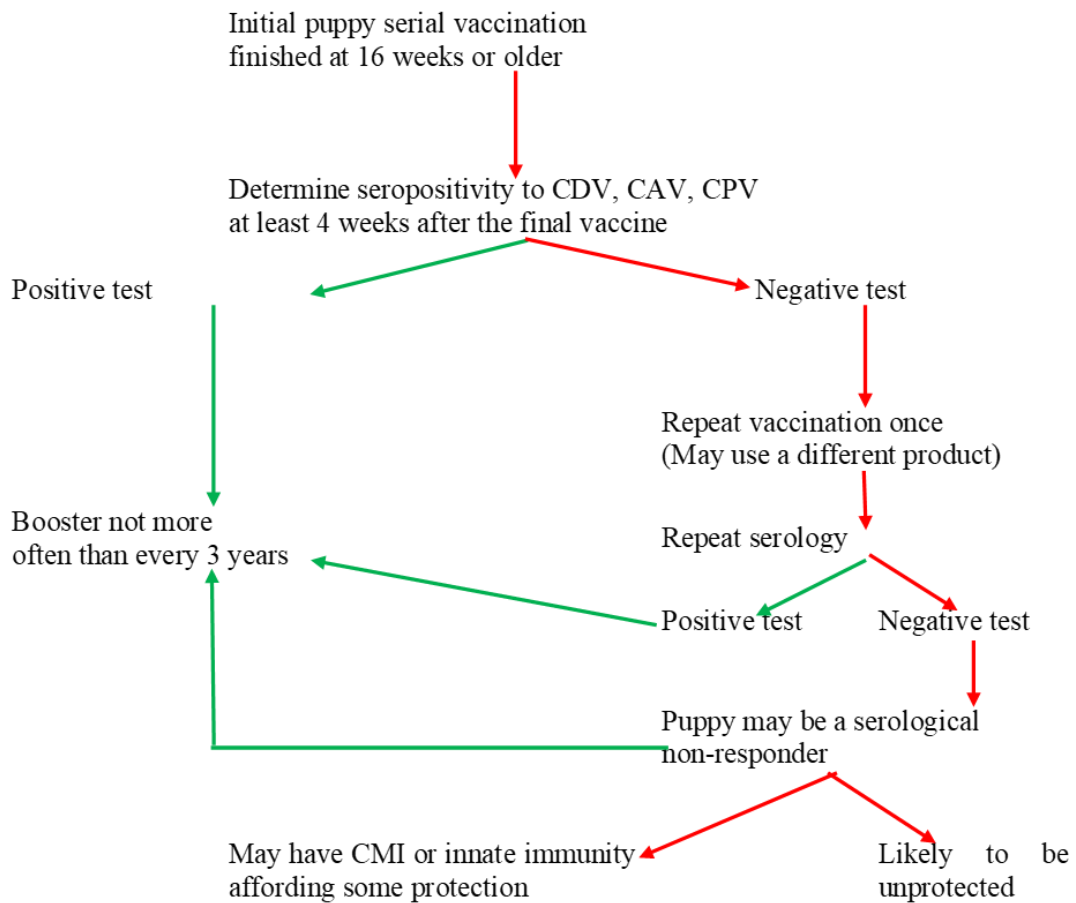 Initial puppy serial vaccination
finished at 16 weeks or older
Determine seropositivity to CDV, CAV, CPV
at least 4 weeks after the final vaccine
Positive test
Negative test
Repeat vaccination once
(May use a different product)
Booster not more
often than every 3 years
Repeat serology
Positive test
Negative test
Puppy may be a serological
non-responder
May have CMI or innate immunity
affording some protection
Likely to be
unprotected